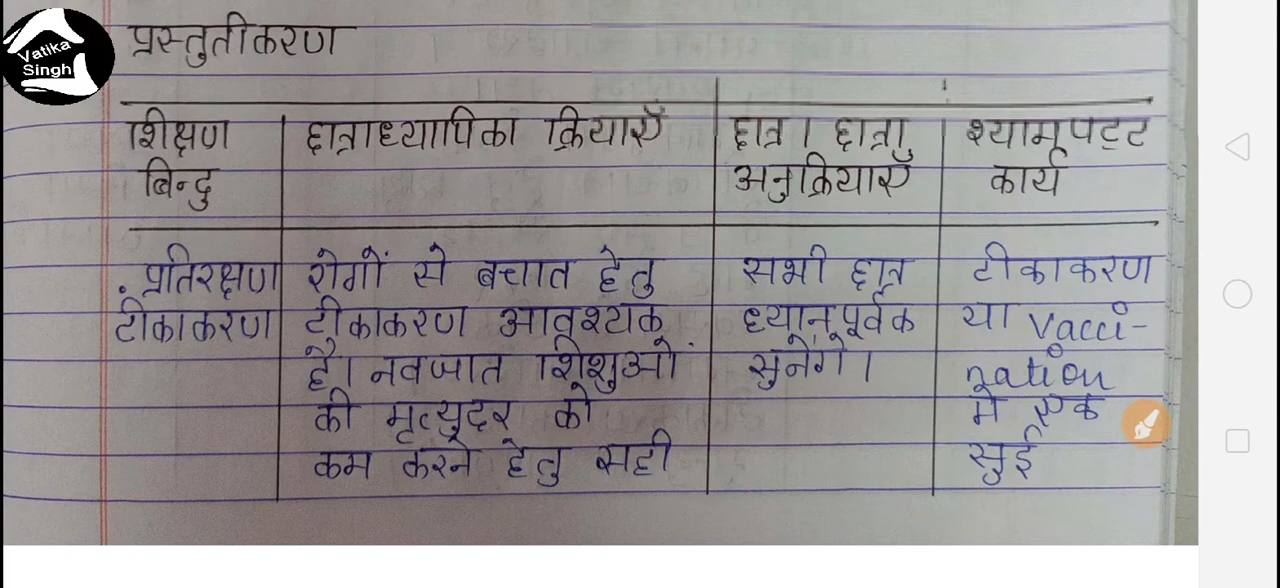 Vatika
Singh
प्रस्तुतीकरण
शिक्षण बिन्दु
छात्राध्यापिका क्रियाएँ
छात्र / छात्रा अनुक्रियाएँ
श्यामपट्ट कार्य
प्रतिरक्षण
टीकाकरण
रोगों से बचात हेतु
टीकाकरण आवश्यक
है। नवजात शिशुओं
की मृत्युदर को
कम करने हेतु सही
सभी छात्र
ध्यानपूर्वक
सुनेंगे।
टीकाकरण
या Vacci-
nation
में एक
सुई